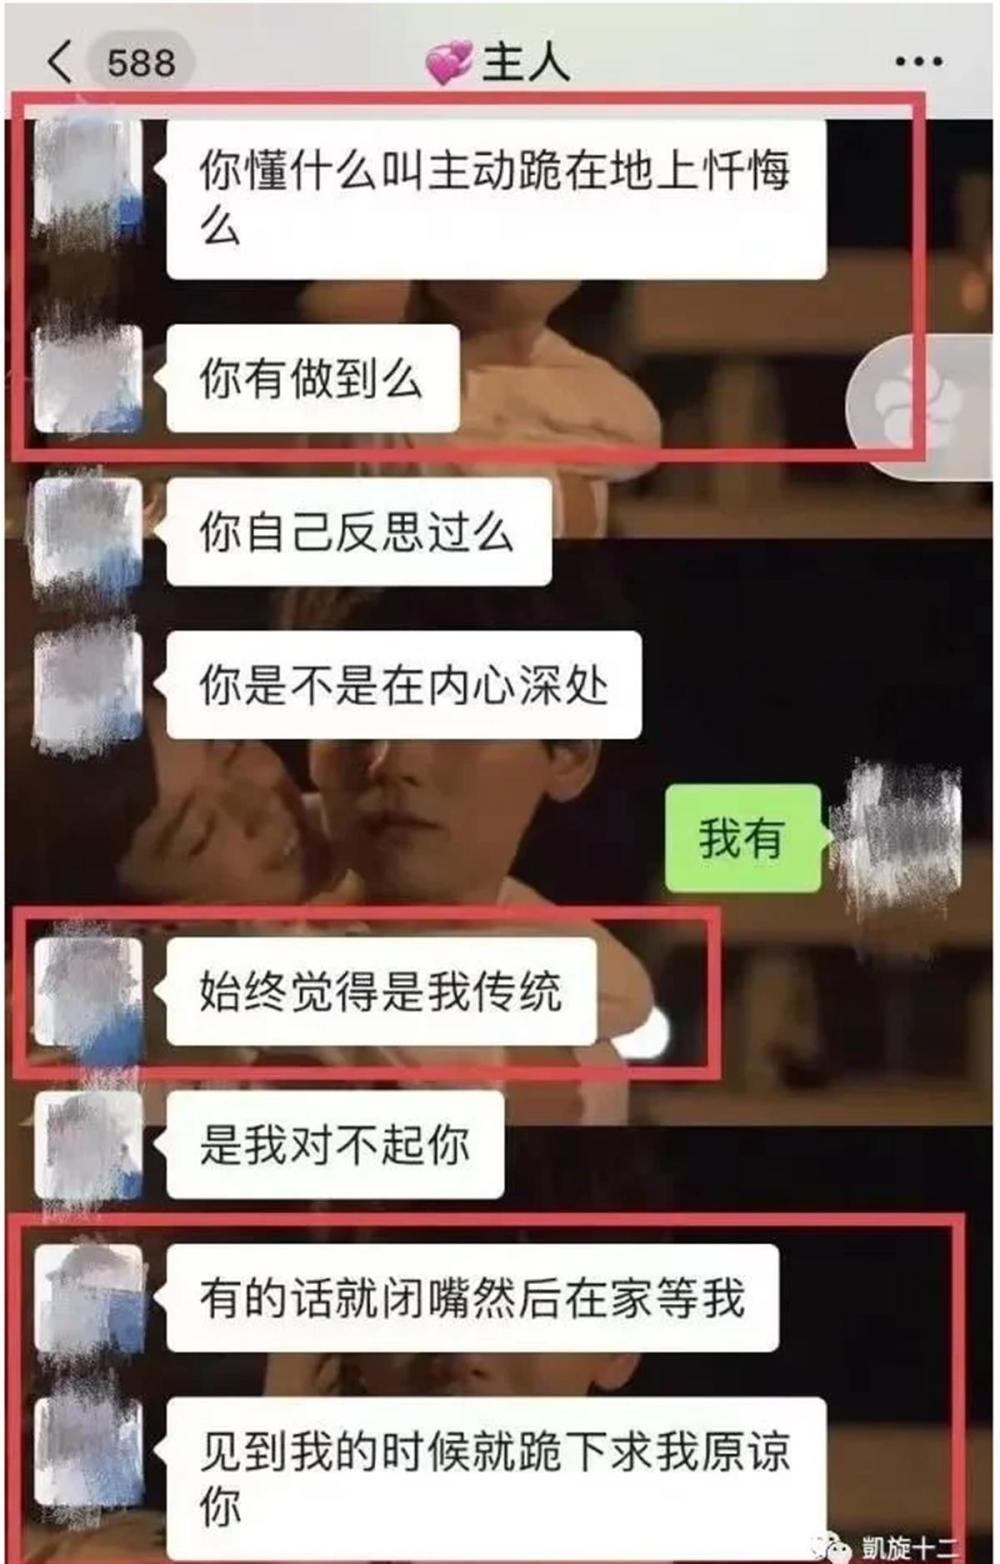 588
主人
你懂什么叫主动跪在地上忏悔
么
你有做到么
你自己反思过么
你是不是在内心深处
我有
始终觉得是我传统
是我对不起你
有的话就闭嘴然后在家等我
见到我的时候就跪下求我原谅
你
凱旋十二